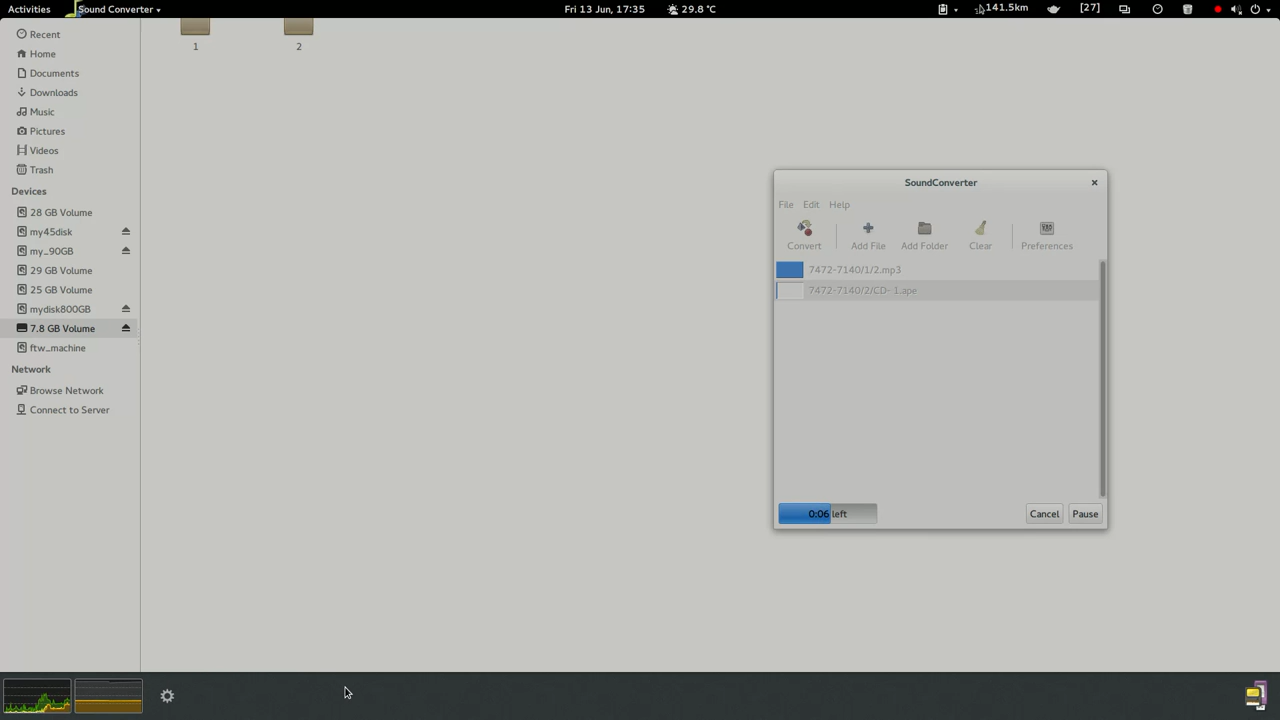 Activities
Sound Converter
Fri 13 Jun, 17:35
29.8 °C
141.5km
[27]
Recent
Home
Documents
Downloads
Music
Pictures
Videos
Trash
Devices
28 GB Volume
my45disk
my_90GB
29 GB Volume
25 GB Volume
mydisk800GB
7.8 GB Volume
ftw_machine
Network
Browse Network
Connect to Server
1
2
SoundConverter
File Edit Help
Convert
Add File
Add Folder
Clear
Preferences
7472-7140/1/2.mp3
7472-7140/2/CD- 1.ape
0:06 left
Cancel
Pause